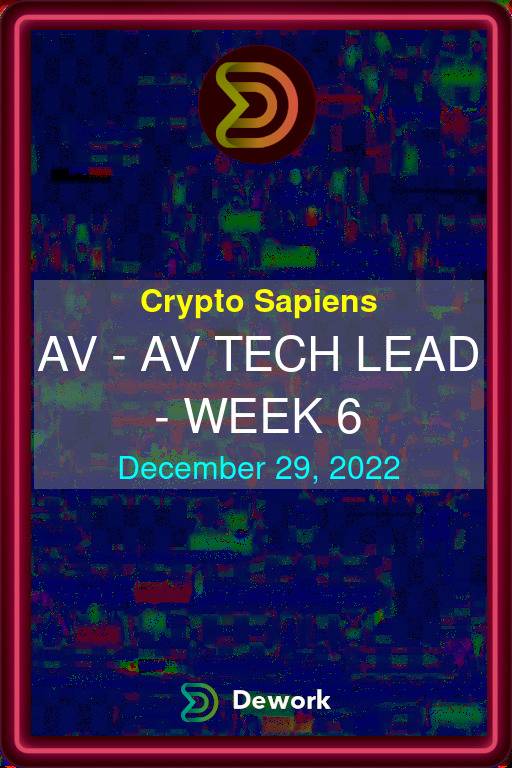 Crypto Sapiens
AV - AV TECH LEAD
- WEEK 6
December 29, 2022
Dework